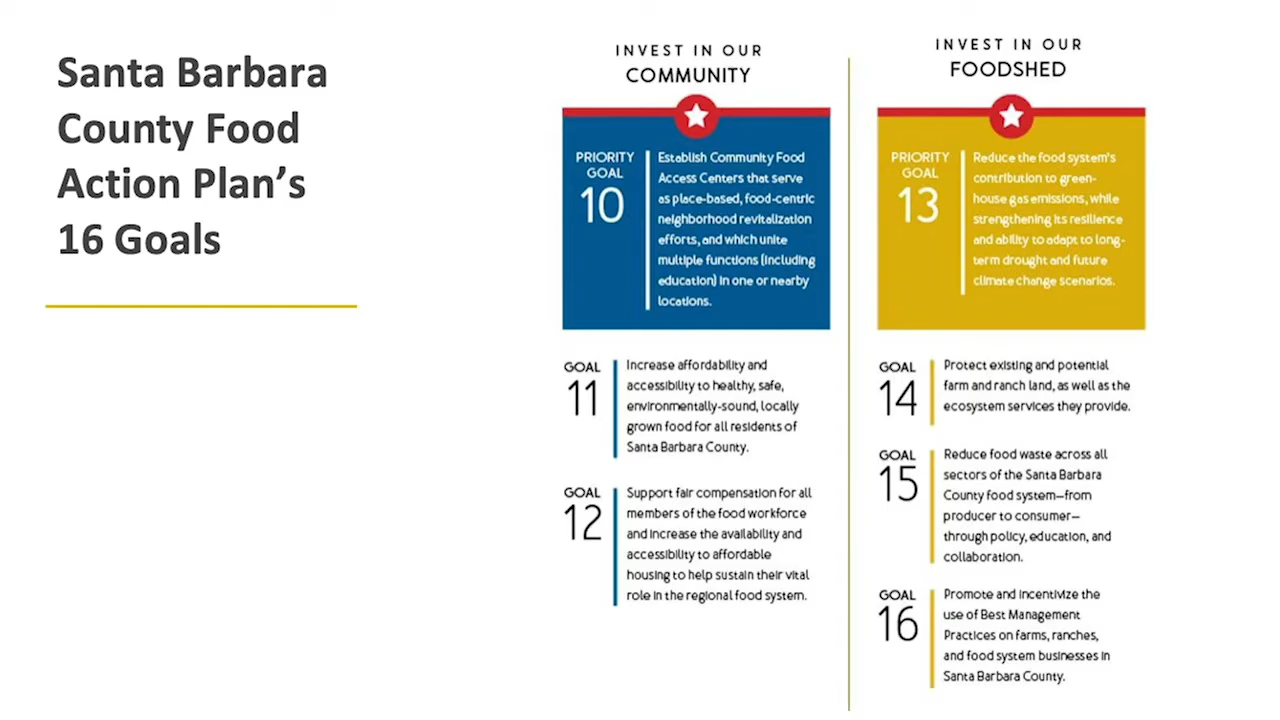 Santa Barbara
County Food
Action Plan’s
16 Goals
INVEST IN OUR
COMMUNITY
PRIORITY
GOAL
10
Establish Community Food
Access Centers that serve
as place-based, food-centric
neighborhood revitalization
efforts, and which unite
multiple functions (including
education) in one or nearby
locations.
GOAL
11
Increase affordability and
accessibility to healthy, safe,
environmentally-sound, locally
grown food for all residents of
Santa Barbara County.
GOAL
12
Support fair compensation for all
members of the food workforce
and increase the availability and
accessibility to affordable
housing to help sustain their vital
role in the regional food system.
INVEST IN OUR
FOODSHED
PRIORITY
GOAL
13
Reduce the food system's
contribution to green-
house gas emissions, while
strengthening its resilience
and ability to adapt to long-
term drought and future
climate change scenarios.
GOAL
14
Protect existing and potential
farm and ranch land, as well as the
ecosystem services they provide.
GOAL
15
Reduce food waste across all
sectors of the Santa Barbara
County food system—from
producer to consumer—
through policy, education, and
collaboration.
GOAL
16
Promote and incentivize the
use of Best Management
Practices on farms, ranches,
and food system businesses in
Santa Barbara County.